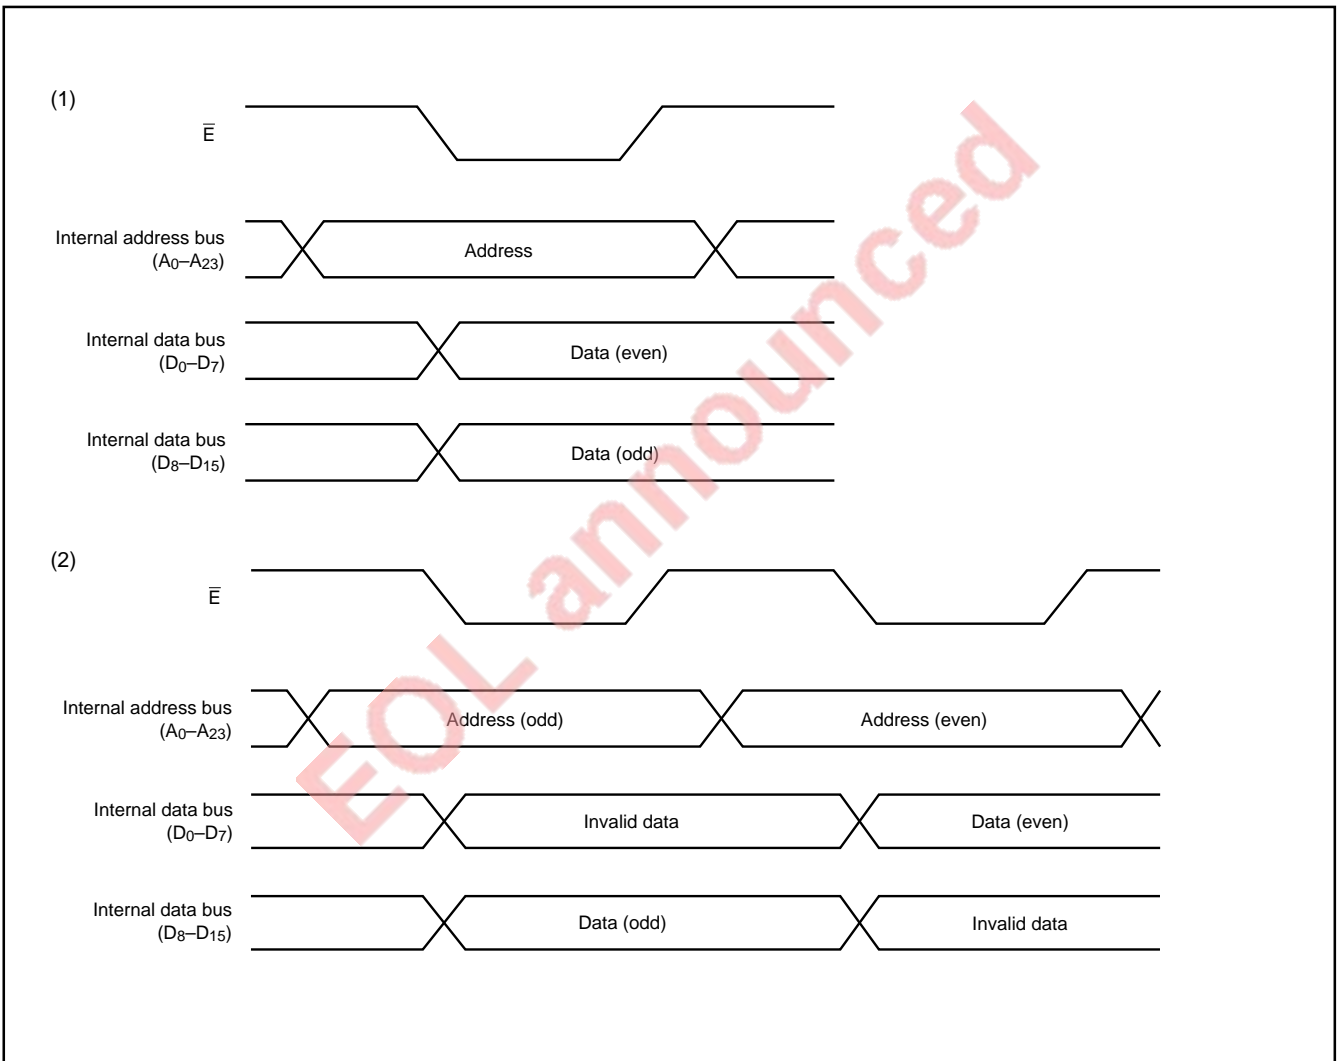 (1)
E̅
Internal address bus
(A0–A23)
Address
Internal data bus
(D0–D7)
Data (even)
Internal data bus
(D8–D15)
Data (odd)
(2)
E̅
Internal address bus
(A0–A23)
Address (odd)
Address (even)
Internal data bus
(D0–D7)
Invalid data
Data (even)
Internal data bus
(D8–D15)
Data (odd)
Invalid data
EOL announced